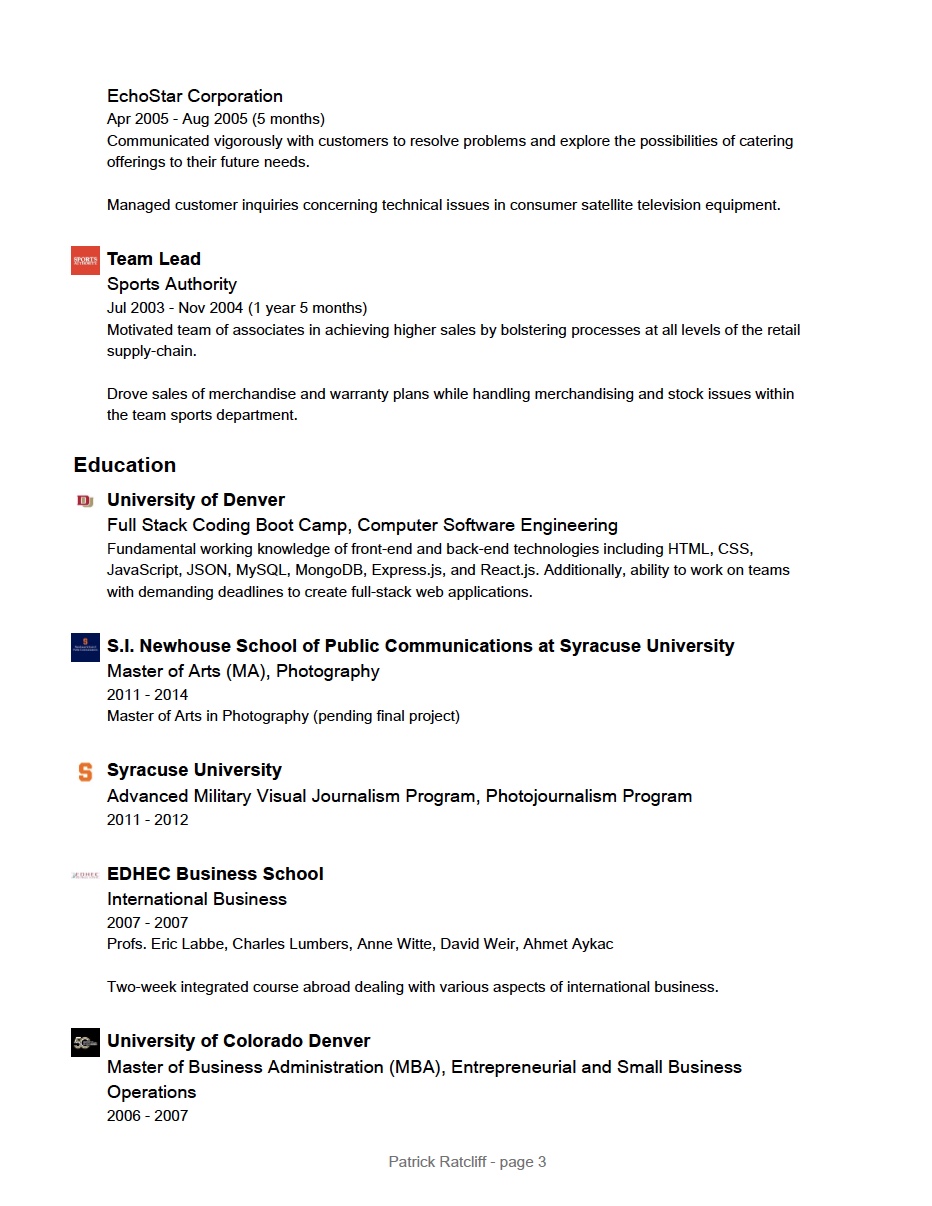 EchoStar Corporation
Apr 2005 - Aug 2005 (5 months)
Communicated vigorously with customers to resolve problems and explore the possibilities of catering
offerings to their future needs.
Managed customer inquiries concerning technical issues in consumer satellite television equipment.
SPORTS
AUTHORITY
Team Lead
Sports Authority
Jul 2003 - Nov 2004 (1 year 5 months)
Motivated team of associates in achieving higher sales by bolstering processes at all levels of the retail
supply-chain.
Drove sales of merchandise and warranty plans while handling merchandising and stock issues within
the team sports department.
Education
University of Denver
Full Stack Coding Boot Camp, Computer Software Engineering
Fundamental working knowledge of front-end and back-end technologies including HTML, CSS,
JavaScript, JSON, MySQL, MongoDB, Express.js, and React.js. Additionally, ability to work on teams
with demanding deadlines to create full-stack web applications.
S
S.I. Newhouse School of Public Communications at Syracuse University
Master of Arts (MA), Photography
2011 - 2014
Master of Arts in Photography (pending final project)
S
Syracuse University
Advanced Military Visual Journalism Program, Photojournalism Program
2011 - 2012
EDHEC
EDHEC Business School
International Business
2007 - 2007
Profs. Eric Labbe, Charles Lumbers, Anne Witte, David Weir, Ahmet Aykac
Two-week integrated course abroad dealing with various aspects of international business.
50
University of Colorado Denver
Master of Business Administration (MBA), Entrepreneurial and Small Business
Operations
2006 - 2007
Patrick Ratcliff - page 3